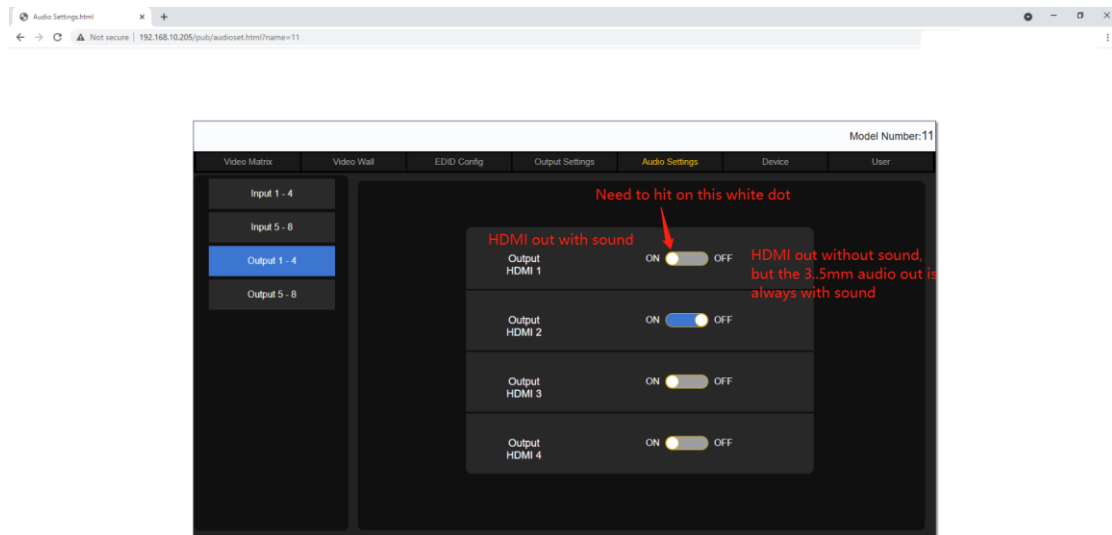 Audio Settings.html
Not secure | 192.168.10.205/pub/audioset.html?name=11
Model Number:11
Video Matrix Video Wall EDID Config Output Settings Audio Settings Device User
Input 1 - 4
Input 5 - 8
Output 1 - 4
Output 5 - 8
Need to hit on this white dot
HDMI out with sound
Output
HDMI 1
ON OFF
HDMI out without sound,
but the 3..5mm audio out is
always with sound
Output
HDMI 2
ON OFF
Output
HDMI 3
ON OFF
Output
HDMI 4
ON OFF